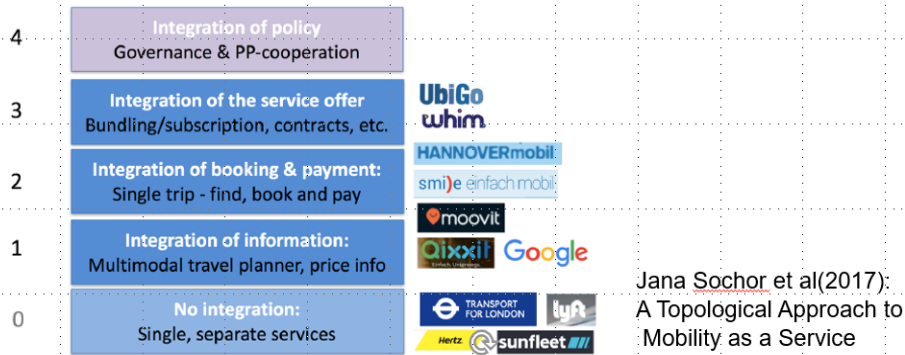 4
Integration of policy
Governance & PP-cooperation
3
Integration of the service offer
Bundling/subscription, contracts, etc.
UbiGo
whim
2
Integration of booking & payment:
Single trip - find, book and pay
HANNOVERmobil
smi)e einfach mobil
1
Integration of information:
Multimodal travel planner, price info
moovit
Qixxit
Einfach. Unterwegs.
Google
0
No integration:
Single, separate services
TRANSPORT
FOR LONDON
lyft
Hertz
sunfleet
Jana Sochor et al(2017):
A Topological Approach to
Mobility as a Service